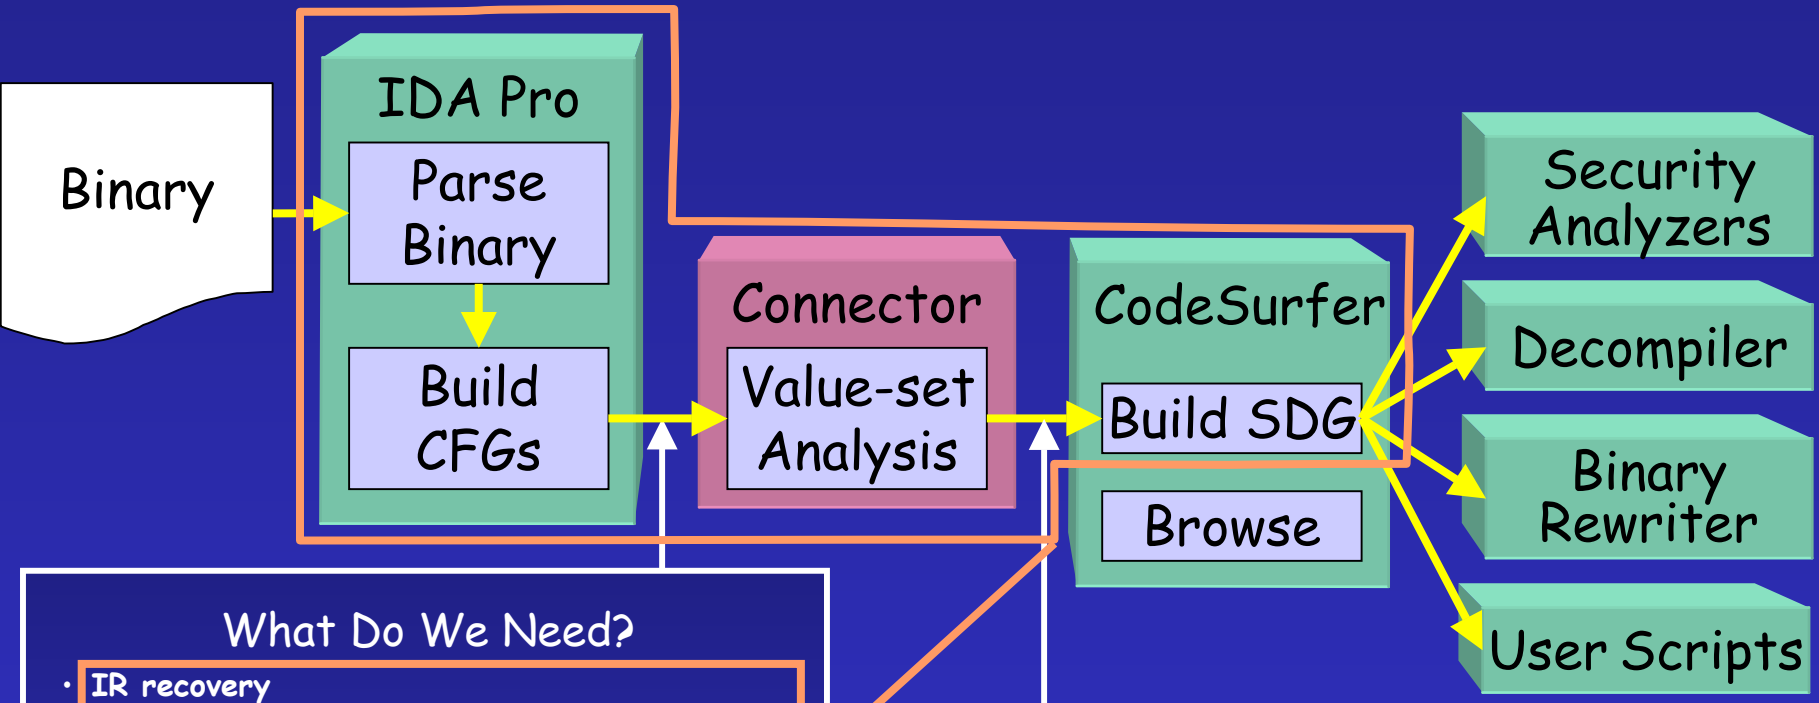 Binary
IDA Pro
Parse
Binary
Build
CFGs
Connector
Value-set
Analysis
CodeSurfer
Build SDG
Browse
Security
Analyzers
Decompiler
Binary
Rewriter
User Scripts
What Do We Need?
• IR recovery